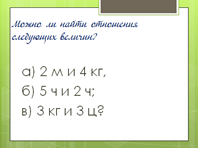 Можно ли найти отношения
следующих величин?
а) 2 м и 4 кг,
б) 5 ч и 2 ч;
в) 3 кг и 3 ц?